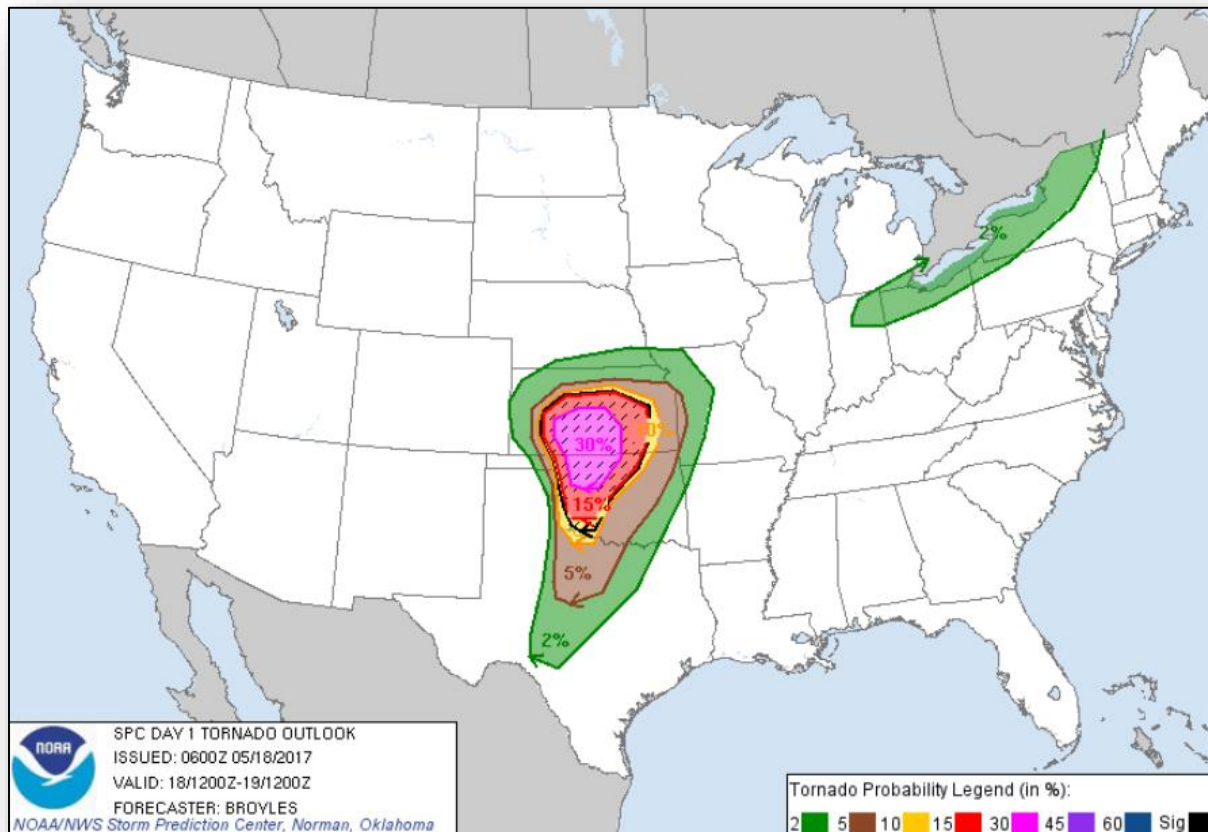 2%
10%
30%
15%
5%
2%
NOAA
SPC DAY 1 TORNADO OUTLOOK
ISSUED: 0600Z 05/18/2017
VALID: 18/1200Z-19/1200Z
FORECASTER: BROYLES
NOAA/NWS Storm Prediction Center, Norman, Oklahoma
Tornado Probability Legend (in %):
2 5 10 15 30 45 60 Sig